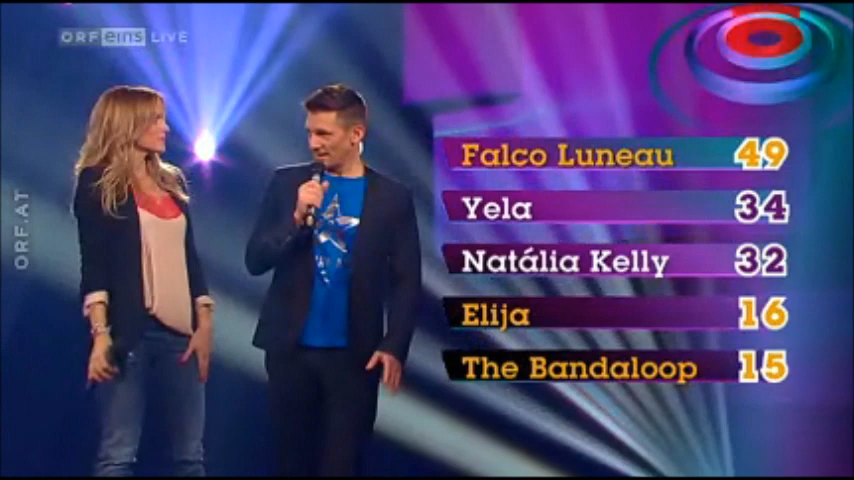 ORF eins LIVE
ORF.AT
Falco Luneau 49
Yela 34
Natália Kelly 32
Elija 16
The Bandaloop 15